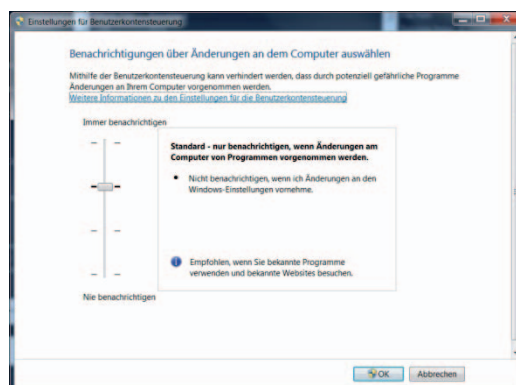 Einstellungen für Benutzerkontensteuerung
Benachrichtigungen über Änderungen an dem Computer auswählen
Mithilfe der Benutzerkontensteuerung kann verhindert werden, dass durch potenziell gefährliche Programme
Änderungen an Ihrem Computer vorgenommen werden.
Weitere Informationen zu den Einstellungen für die Benutzerkontensteuerung
Immer benachrichtigen
Standard - nur benachrichtigen, wenn Änderungen am
Computer von Programmen vorgenommen werden.
• Nicht benachrichtigen, wenn ich Änderungen an den
Windows-Einstellungen vornehme.
Empfohlen, wenn Sie bekannte Programme
verwenden und bekannte Websites besuchen.
Nie benachrichtigen
OK
Abbrechen